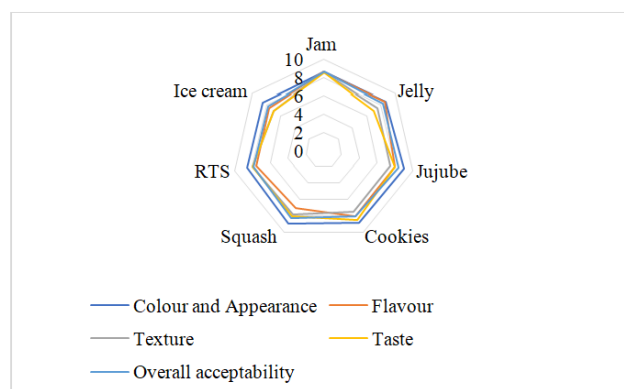 Jam
10
8
6
4
2
0
Ice cream
Jelly
RTS
Jujube
Squash
Cookies
Colour and Appearance
Flavour
Texture
Taste
Overall acceptability